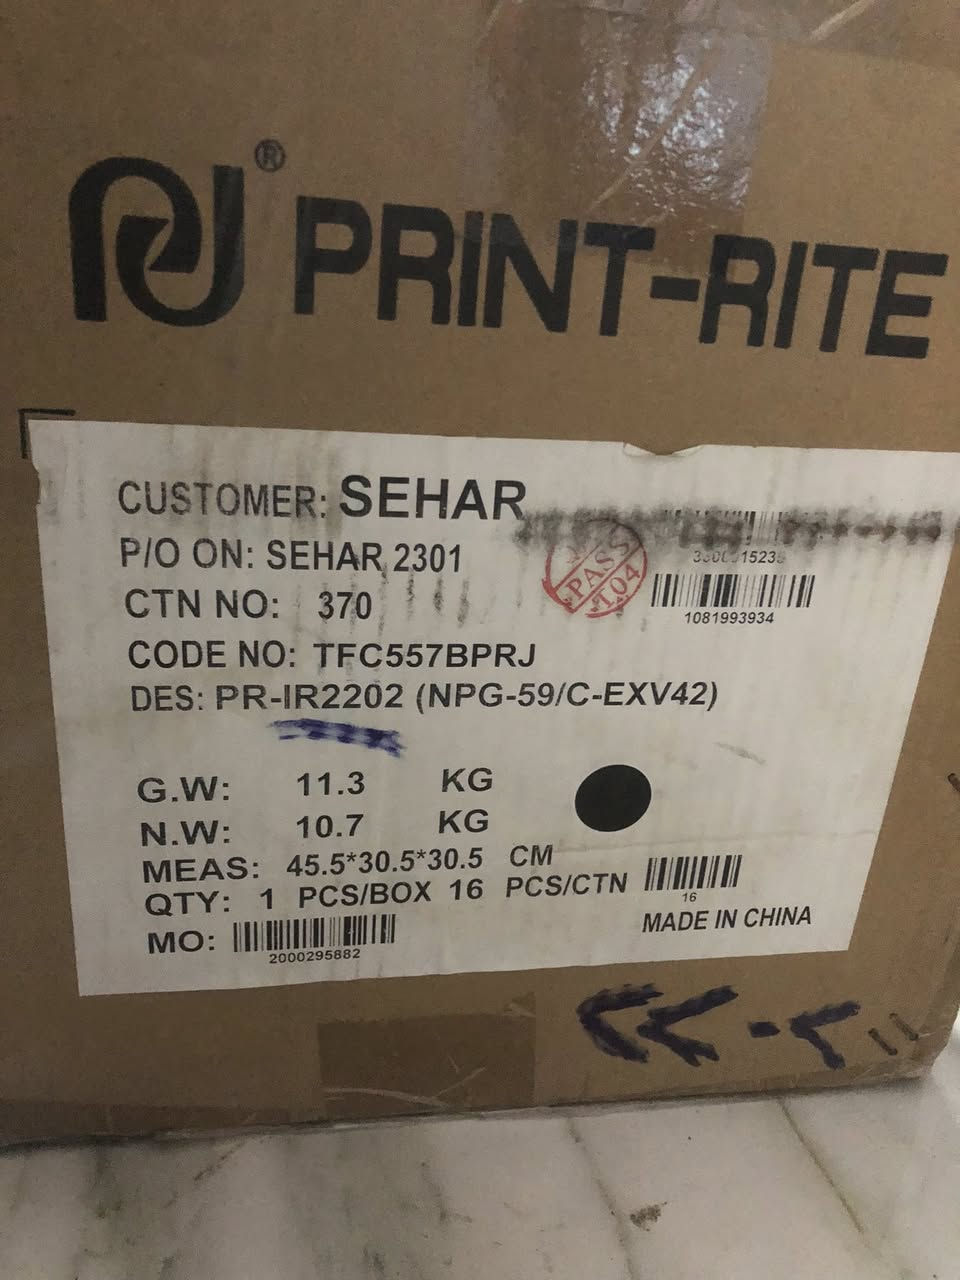 PRJ® PRINT-RITE
CUSTOMER: SEHAR
P/O ON: SEHAR 2301
PASS
T04
CTN NO: 370
1081993934
CODE NO: TFC557BPRJ
DES: PR-IR2202 (NPG-59/C-EXV42)
G.W: 11.3 KG
N.W: 10.7 KG
MEAS: 45.5*30.5*30.5 CM
QTY: 1 PCS/BOX 16 PCS/CTN
16
MO:
2000295882
MADE IN CHINA